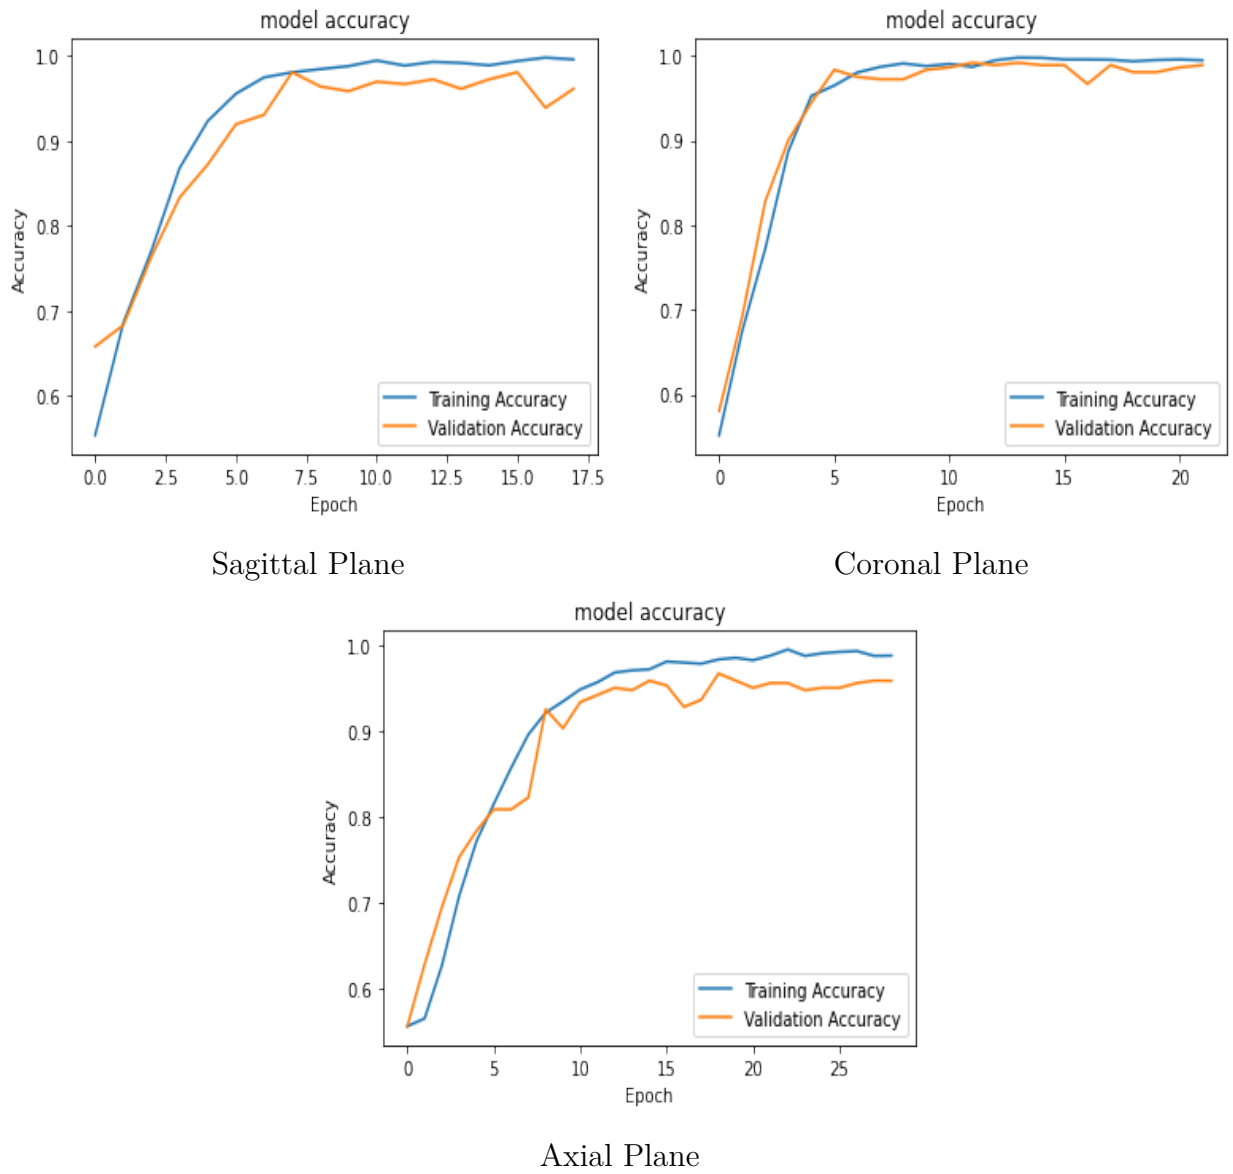 model accuracy
1.0
0.9
0.8
0.7
0.6
Accuracy
Training Accuracy
Validation Accuracy
0.0 2.5 5.0 7.5 10.0 12.5 15.0 17.5
Epoch
Sagittal Plane
model accuracy
1.0
0.9
0.8
0.7
0.6
Accuracy
Training Accuracy
Validation Accuracy
0 5 10 15 20
Epoch
Coronal Plane
model accuracy
1.0
0.9
0.8
0.7
0.6
Accuracy
Training Accuracy
Validation Accuracy
0 5 10 15 20 25
Epoch
Axial Plane